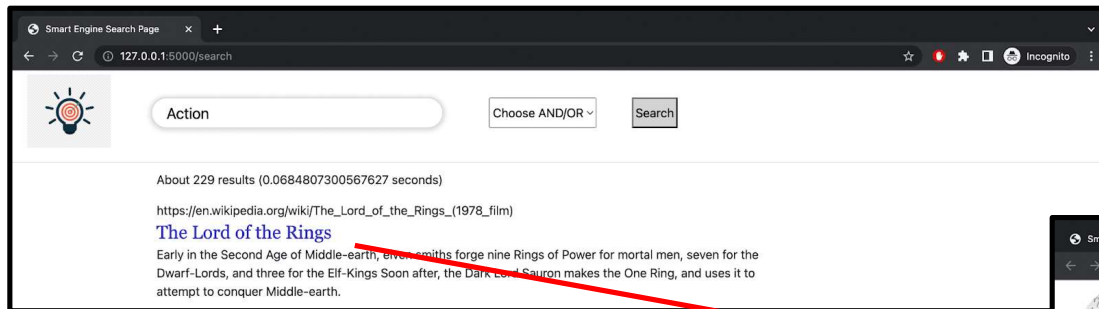 Smart Engine Search Page
127.0.0.1:5000/search
Incognito
Action
Choose AND/OR
Search
About 229 results (0.0684807300567627 seconds)
https://en.wikipedia.org/wiki/The_Lord_of_the_Rings_(1978_film)
The Lord of the Rings
Early in the Second Age of Middle-earth, elven smiths forge nine Rings of Power for mortal men, seven for the
Dwarf-Lords, and three for the Elf-Kings Soon after, the Dark Lord Sauron makes the One Ring, and uses it to
attempt to conquer Middle-earth.
Sm